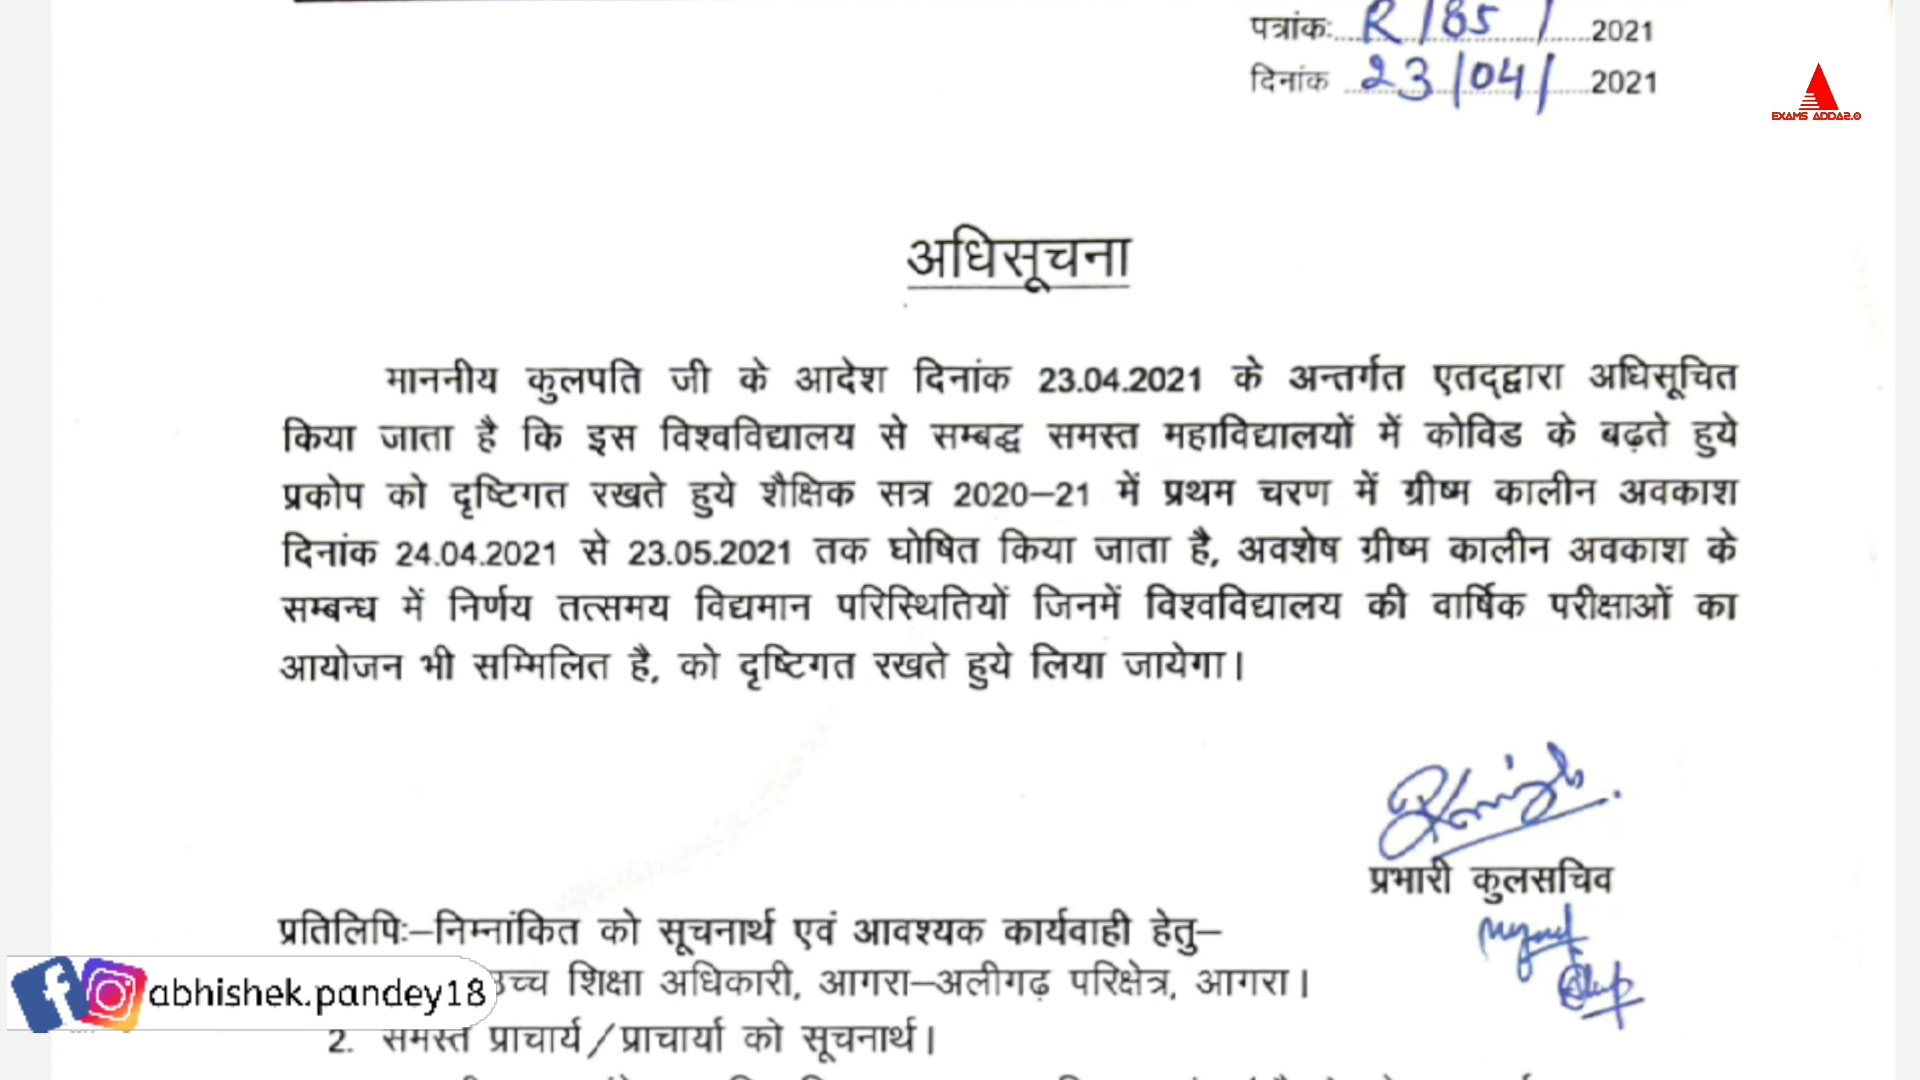 पत्रांकः R/85/ 2021
दिनांक 23/04/ 2021
EXAMS ADDA2.0
अधिसूचना
माननीय कुलपति जी के आदेश दिनांक 23.04.2021 के अन्तर्गत एतद्द्वारा अधिसूचित
किया जाता है कि इस विश्वविद्यालय से सम्बद्ध समस्त महाविद्यालयों में कोविड के बढ़ते हुये
प्रकोप को दृष्टिगत रखते हुये शैक्षिक सत्र 2020–21 में प्रथम चरण में ग्रीष्म कालीन अवकाश
दिनांक 24.04.2021 से 23.05.2021 तक घोषित किया जाता है, अवशेष ग्रीष्म कालीन अवकाश के
सम्बन्ध में निर्णय तत्समय विद्यमान परिस्थितियों जिनमें विश्वविद्यालय की वार्षिक परीक्षाओं का
आयोजन भी सम्मिलित है, को दृष्टिगत रखते हुये लिया जायेगा।
प्रभारी कुलसचिव
प्रतिलिपिः–निम्नांकित को सूचनार्थ एवं आवश्यक कार्यवाही हेतु–
शिक्षा अधिकारी, आगरा–अलीगढ़ परिक्षेत्र, आगरा।
abhishek.pandey18
2. समस्त प्राचार्य/प्राचार्या को सूचनार्थ।